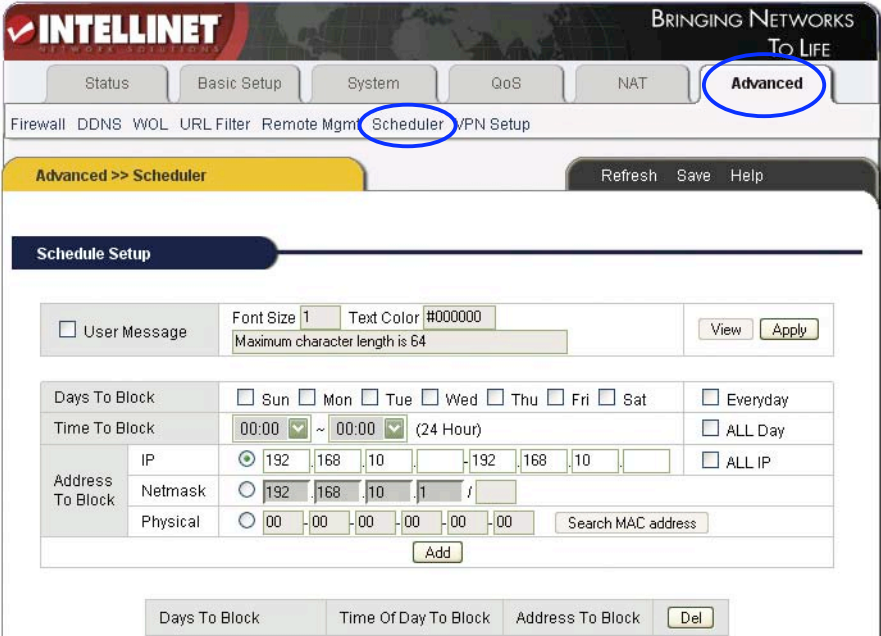 INTELLINET
NETWORK SOLUTIONS
BRINGING NETWORKS
TO LIFE
Status Basic Setup System QoS NAT Advanced
Firewall DDNS WOL URL Filter Remote Mgmt Scheduler VPN Setup
Advanced >> Scheduler Refresh Save Help
Schedule Setup
User Message Font Size 1 Text Color #000000 View Apply
Maximum character length is 64
Days To Block Sun Mon Tue Wed Thu Fri Sat Everyday
Time To Block 00:00 ~ 00:00 (24 Hour) ALL Day
Address To Block
IP 192 .168 .10 . -192 .168 .10 . ALL IP
Netmask 192 .168 .10 .1 /
Physical 00 -00 -00 -00 -00 -00 Search MAC address
Add
Days To Block Time Of Day To Block Address To Block Del